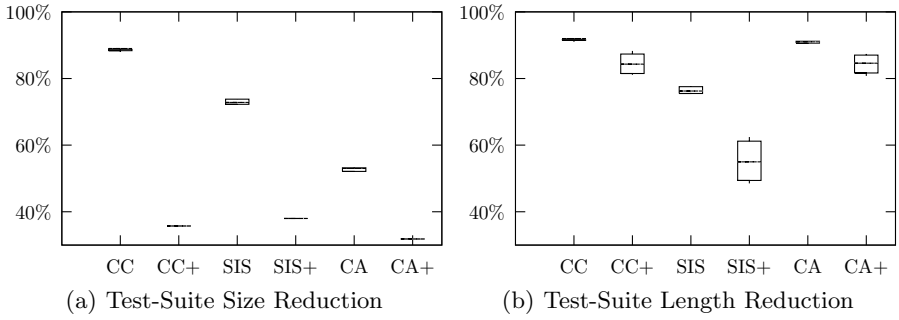 100%
80%
60%
40%
CC CC+ SIS SIS+ CA CA+
(a) Test-Suite Size Reduction
100%
80%
60%
40%
CC CC+ SIS SIS+ CA CA+
(b) Test-Suite Length Reduction